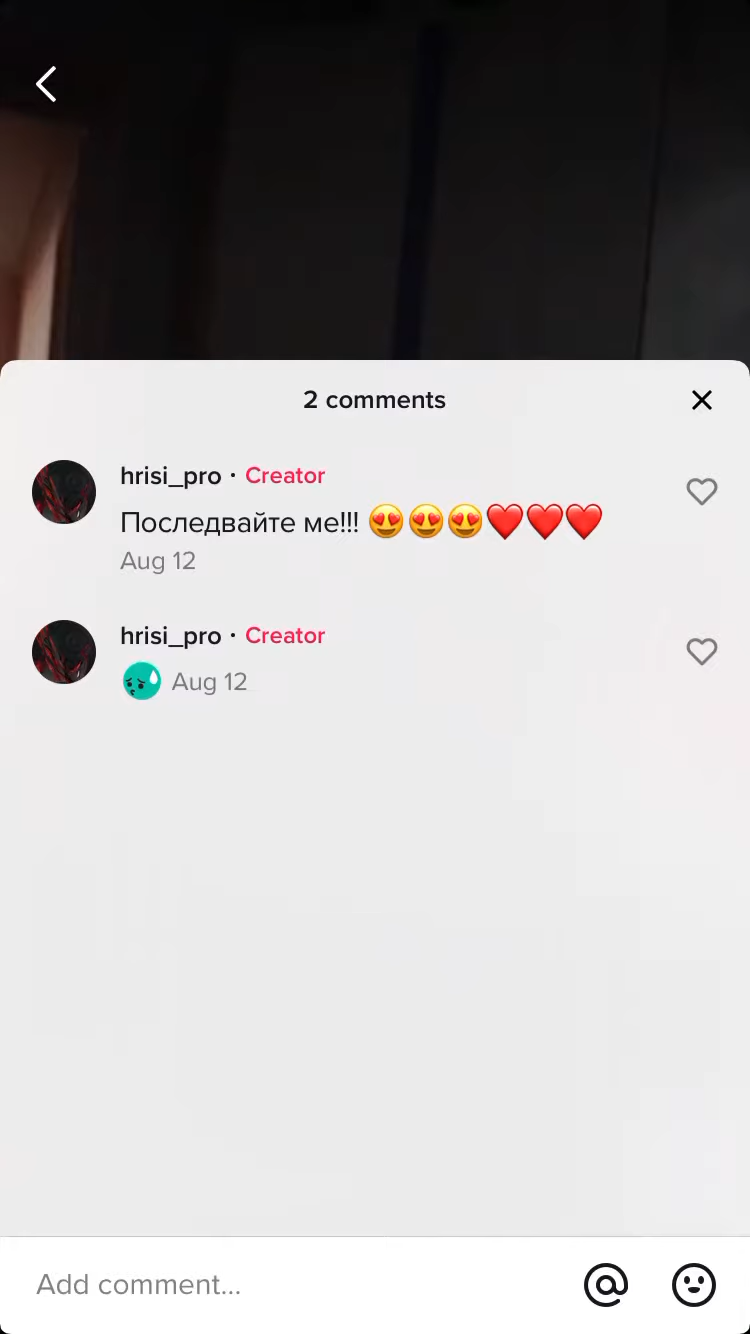 2 comments
hrisi_pro · Creator
Последвайте ме!!! 😍😍😍❤️❤️❤️
Aug 12
hrisi_pro · Creator
Aug 12
Add comment...